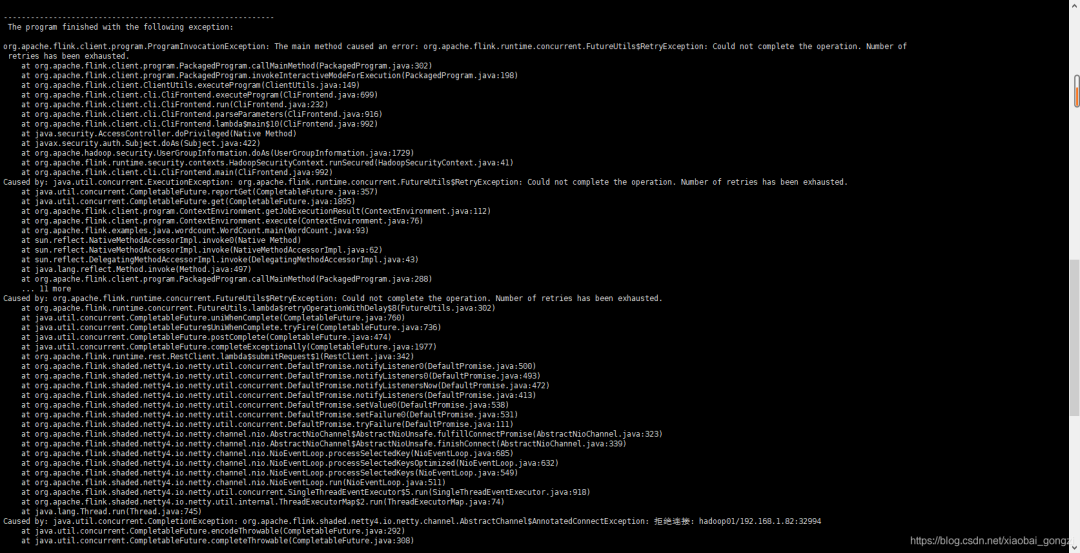 ------------------------------------------------------------
The program finished with the following exception:
org.apache.flink.client.program.ProgramInvocationException: The main method caused an error: org.apache.flink.runtime.concurrent.FutureUtils$RetryException: Could not complete the operation. Number of
retries has been exhausted.
at org.apache.flink.client.program.PackagedProgram.callMainMethod(PackagedProgram.java:302)
at org.apache.flink.client.program.PackagedProgram.invokeInteractiveModeForExecution(PackagedProgram.java:198)
at org.apache.flink.client.ClientUtils.executeProgram(ClientUtils.java:149)
at org.apache.flink.client.cli.CliFrontend.executeProgram(CliFrontend.java:699)
at org.apache.flink.client.cli.CliFrontend.run(CliFrontend.java:232)
at org.apache.flink.client.cli.CliFrontend.parseParameters(CliFrontend.java:916)
at org.apache.flink.client.cli.CliFrontend.lambda$main$10(CliFrontend.java:992)
at java.security.AccessController.doPrivileged(Native Method)
at javax.security.auth.Subject.doAs(Subject.java:422)
at org.apache.hadoop.security.UserGroupInformation.doAs(UserGroupInformation.java:1729)
at org.apache.flink.runtime.security.contexts.HadoopSecurityContext.runSecured(HadoopSecurityContext.java:41)
at org.apache.flink.client.cli.CliFrontend.main(CliFrontend.java:992)
Caused by: java.util.concurrent.ExecutionException: org.apache.flink.runtime.concurrent.FutureUtils$RetryException: Could not complete the operation. Number of retries has been exhausted.
at java.util.concurrent.CompletableFuture.reportGet(CompletableFuture.java:357)
at java.util.concurrent.CompletableFuture.get(CompletableFuture.java:1895)
at org.apache.flink.client.program.ContextEnvironment.getJobExecutionResult(ContextEnvironment.java:112)
at org.apache.flink.client.program.ContextEnvironment.execute(ContextEnvironment.java:76)
at org.apache.flink.examples.java.wordcount.WordCount.main(WordCount.java:93)
at sun.reflect.NativeMethodAccessorImpl.invoke0(Native Method)
at sun.reflect.NativeMethodAccessorImpl.invoke(NativeMethodAccessorImpl.java:62)
at sun.reflect.DelegatingMethodAccessorImpl.invoke(DelegatingMethodAccessorImpl.java:43)
at java.lang.reflect.Method.invoke(Method.java:497)
at org.apache.flink.client.program.PackagedProgram.callMainMethod(PackagedProgram.java:288)
... 11 more
Caused by: org.apache.flink.runtime.concurrent.FutureUtils$RetryException: Could not complete the operation. Number of retries has been exhausted.
at org.apache.flink.runtime.concurrent.FutureUtils.lambda$retryOperationWithDelay$8(FutureUtils.java:302)
at java.util.concurrent.CompletableFuture.uniWhenComplete(CompletableFuture.java:760)
at java.util.concurrent.CompletableFuture$UniWhenComplete.tryFire(CompletableFuture.java:736)
at java.util.concurrent.CompletableFuture.postComplete(CompletableFuture.java:474)
at java.util.concurrent.CompletableFuture.completeExceptionally(CompletableFuture.java:1977)
at org.apache.flink.runtime.rest.RestClient.lambda$submitRequest$1(RestClient.java:342)
at org.apache.flink.shaded.netty4.io.netty.util.concurrent.DefaultPromise.notifyListener0(DefaultPromise.java:500)
at org.apache.flink.shaded.netty4.io.netty.util.concurrent.DefaultPromise.notifyListeners0(DefaultPromise.java:493)
at org.apache.flink.shaded.netty4.io.netty.util.concurrent.DefaultPromise.notifyListenersNow(DefaultPromise.java:472)
at org.apache.flink.shaded.netty4.io.netty.util.concurrent.DefaultPromise.notifyListeners(DefaultPromise.java:413)
at org.apache.flink.shaded.netty4.io.netty.util.concurrent.DefaultPromise.setValue0(DefaultPromise.java:538)
at org.apache.flink.shaded.netty4.io.netty.util.concurrent.DefaultPromise.setFailure0(DefaultPromise.java:531)
at org.apache.flink.shaded.netty4.io.netty.util.concurrent.DefaultPromise.tryFailure(DefaultPromise.java:111)
at org.apache.flink.shaded.netty4.io.netty.channel.nio.AbstractNioChannel$AbstractNioUnsafe.fulfillConnectPromise(AbstractNioChannel.java:323)
at org.apache.flink.shaded.netty4.io.netty.channel.nio.AbstractNioChannel$AbstractNioUnsafe.finishConnect(AbstractNioChannel.java:339)
at org.apache.flink.shaded.netty4.io.netty.channel.nio.NioEventLoop.processSelectedKey(NioEventLoop.java:685)
at org.apache.flink.shaded.netty4.io.netty.channel.nio.NioEventLoop.processSelectedKeysOptimized(NioEventLoop.java:632)
at org.apache.flink.shaded.netty4.io.netty.channel.nio.NioEventLoop.processSelectedKeys(NioEventLoop.java:549)
at org.apache.flink.shaded.netty4.io.netty.channel.nio.NioEventLoop.run(NioEventLoop.java:511)
at org.apache.flink.shaded.netty4.io.netty.util.concurrent.SingleThreadEventExecutor$5.run(SingleThreadEventExecutor.java:918)
at org.apache.flink.shaded.netty4.io.netty.util.internal.ThreadExecutorMap$2.run(ThreadExecutorMap.java:74)
at java.lang.Thread.run(Thread.java:745)
Caused by: java.util.concurrent.CompletionException: org.apache.flink.shaded.netty4.io.netty.channel.AbstractChannel$AnnotatedConnectException: 拒绝连接: hadoop01/192.168.1.82:32994
at java.util.concurrent.CompletableFuture.encodeThrowable(CompletableFuture.java:292)
at java.util.concurrent.CompletableFuture.completeThrowable(CompletableFuture.java:308)
https://blog.csdn.net/xiaobai_gongz